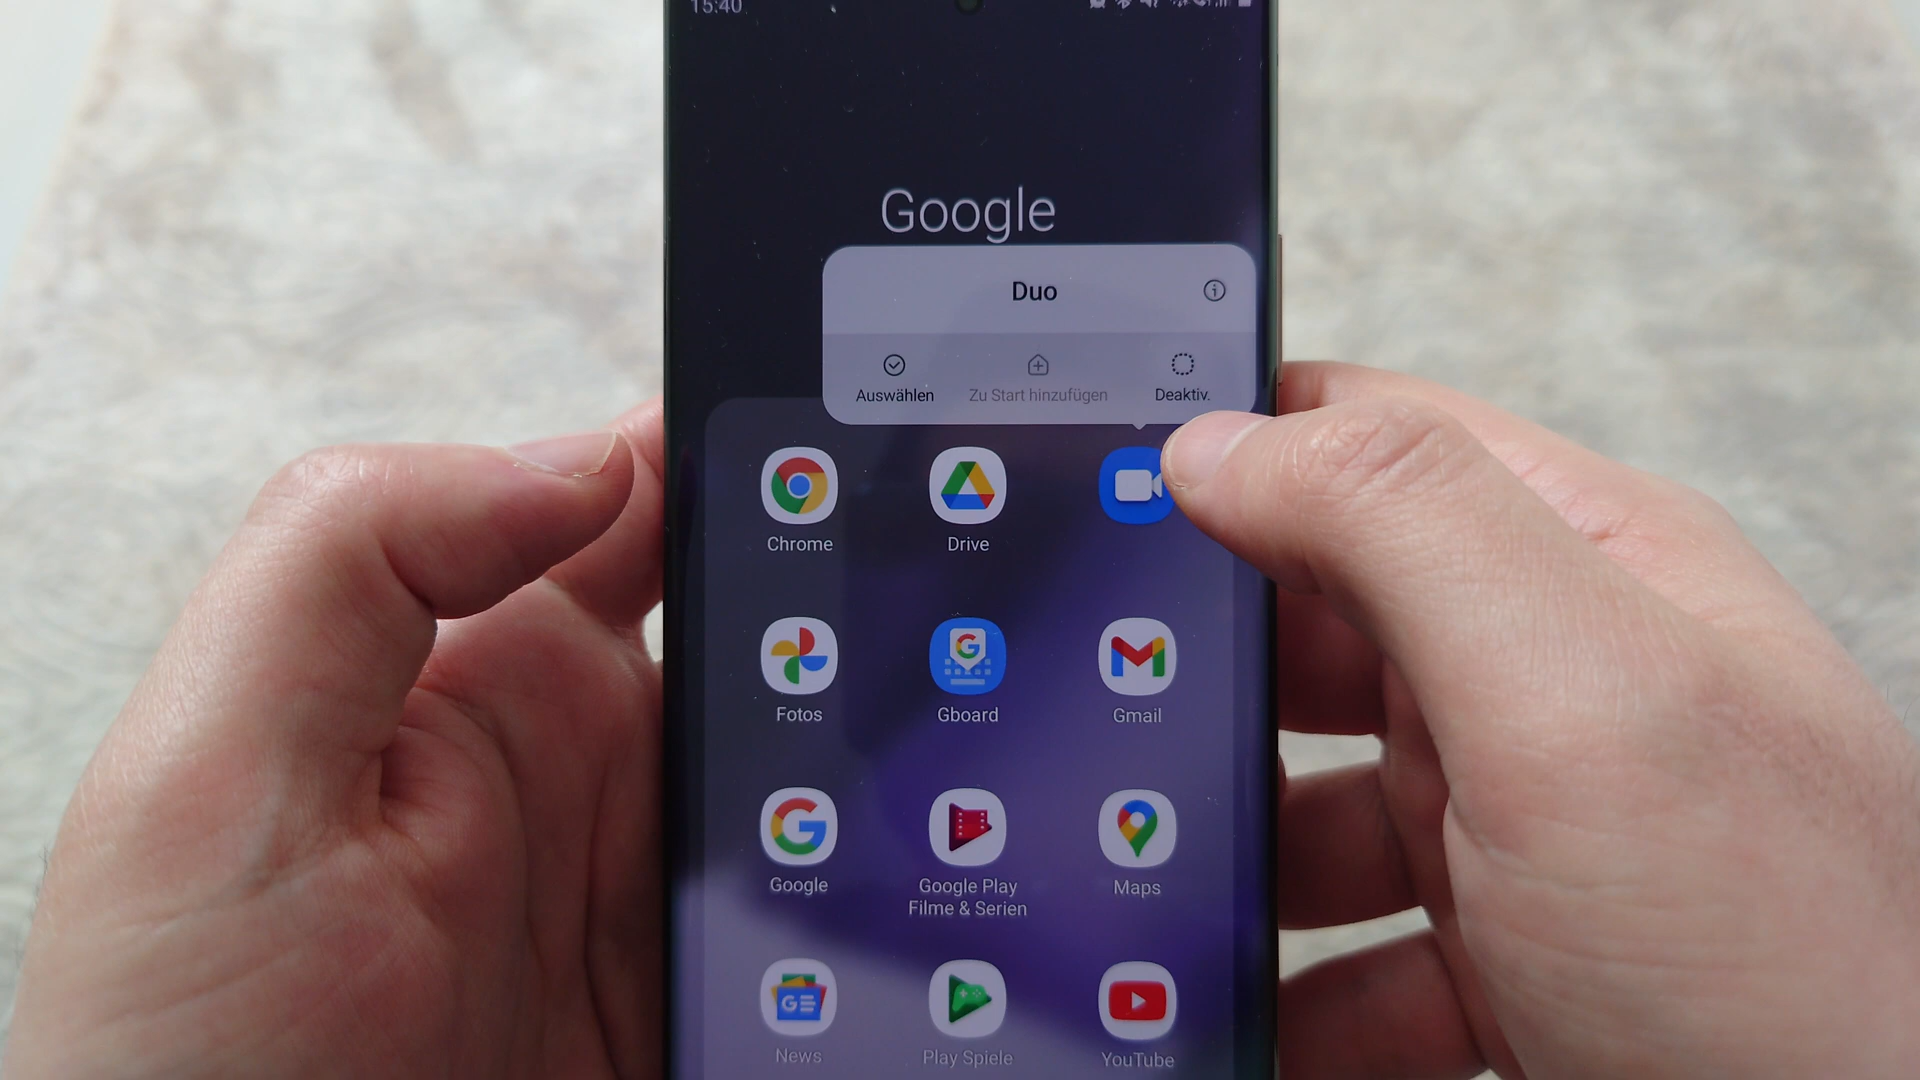 15:40
Google
Duo
Auswählen
Zu Start hinzufügen
Deaktiv.
Chrome
Drive
Fotos
Gboard
Gmail
Google
Google Play
Filme & Serien
Maps
News
Play Spiele
YouTube